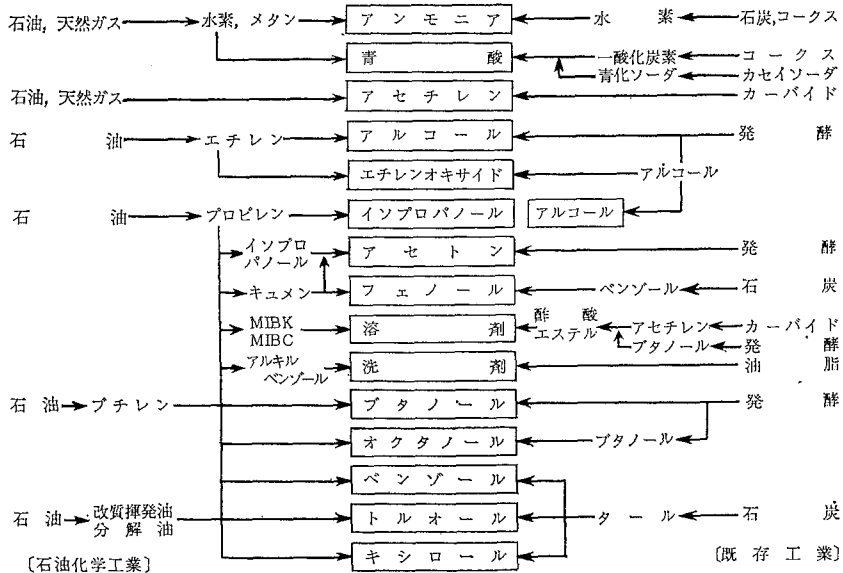 石油, 天然ガス 水素, メタン アンモニア 水素 石炭,コークス
青酸 一酸化炭素 コークス
青化ソーダ カセイソーダ
石油, 天然ガス アセチレン カーバイド
石油 エチレン アルコール 発酵
エチレンオキサイド アルコール
石油 プロピレン イソプロパノール アルコール
イソプロ
パノール アセトン 発酵
キュメン フェノール ベンゾール 石炭
MIBK
MIBC 溶剤 酢酸
エステル アセチレン カーバイド
ブタノール 発酵
アルキル
ベンゾール 洗剤 油脂
石油 ブチレン ブタノール 発酵
オクタノール ブタノール
ベンゾール
石油 改質揮発油
分解油 トルオール タール 石炭
キシロール
〔石油化学工業〕 〔既存工業〕